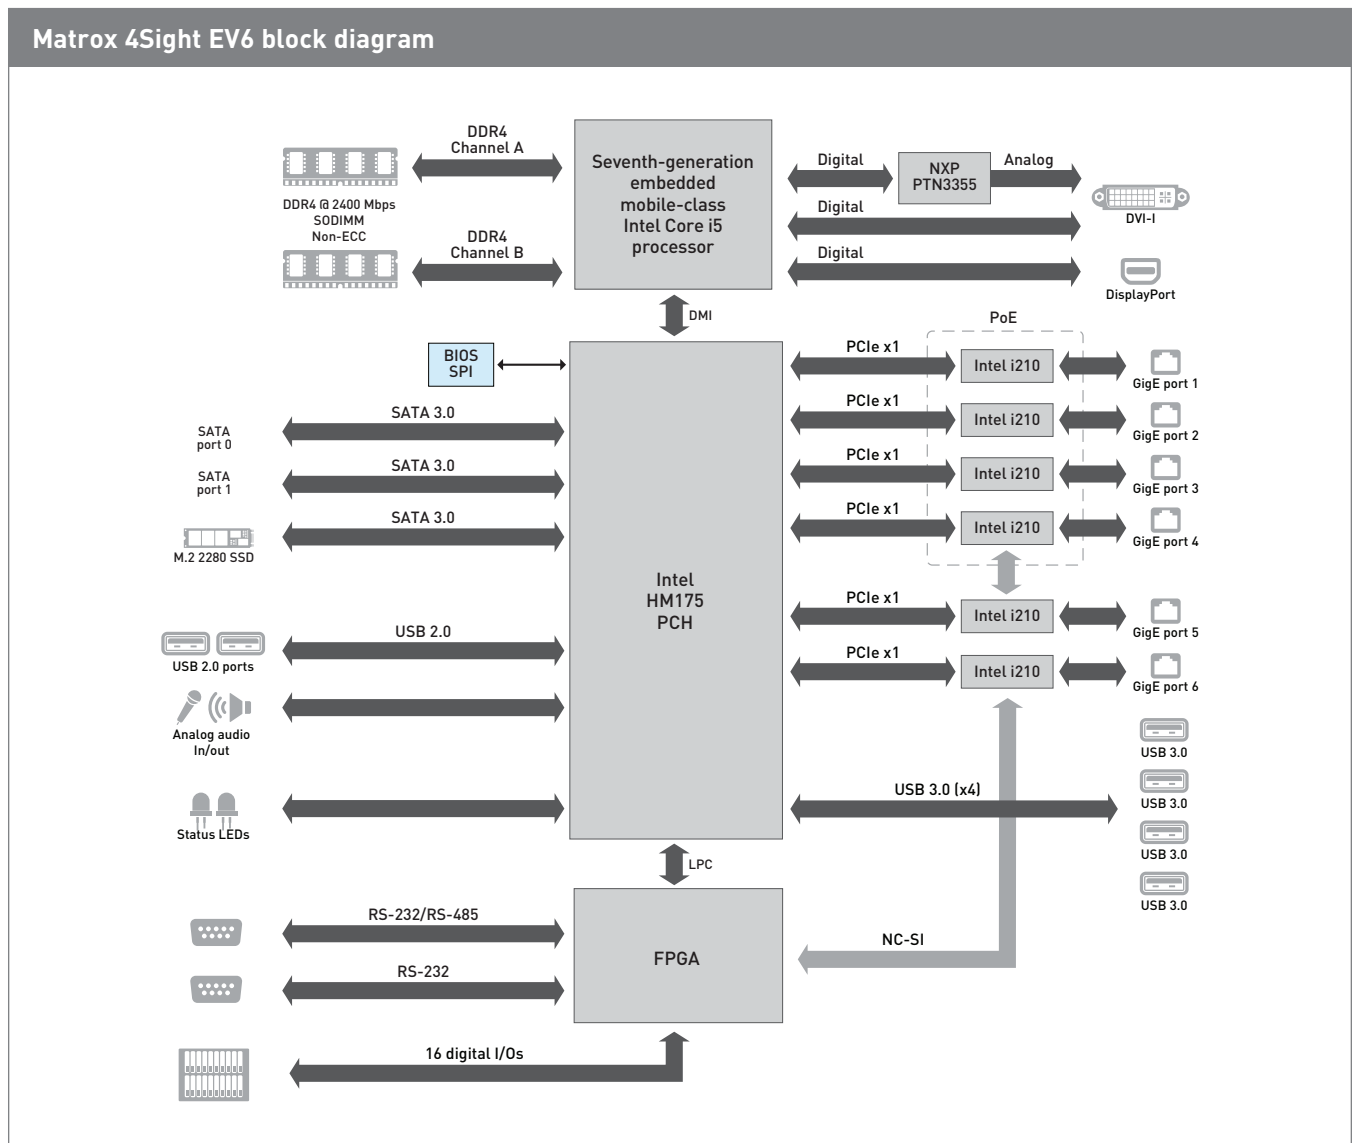 Matrox 4Sight EV6 block diagram
DDR4
Channel A
DDR4 @ 2400 Mbps
SODIMM
Non-ECC
DDR4
Channel B
Seventh-generation
embedded
mobile-class
Intel Core i5
processor
Digital
NXP
PTN3355
Analog
Digital
DVI-I
Digital
DisplayPort
DMI
PoE
BIOS
SPI
SATA 3.0
SATA
port 0
SATA 3.0
SATA
port 1
SATA 3.0
M.2 2280 SSD
USB 2.0
USB 2.0 ports
Analog audio
In/out
Status LEDs
Intel
HM175
PCH
PCIe x1
Intel i210
GigE port 1
PCIe x1
Intel i210
GigE port 2
PCIe x1
Intel i210
GigE port 3
PCIe x1
Intel i210
GigE port 4
PCIe x1
Intel i210
GigE port 5
PCIe x1
Intel i210
GigE port 6
USB 3.0
USB 3.0 (x4)
USB 3.0
USB 3.0
USB 3.0
LPC
RS-232/RS-485
RS-232
FPGA
NC-SI
16 digital I/Os